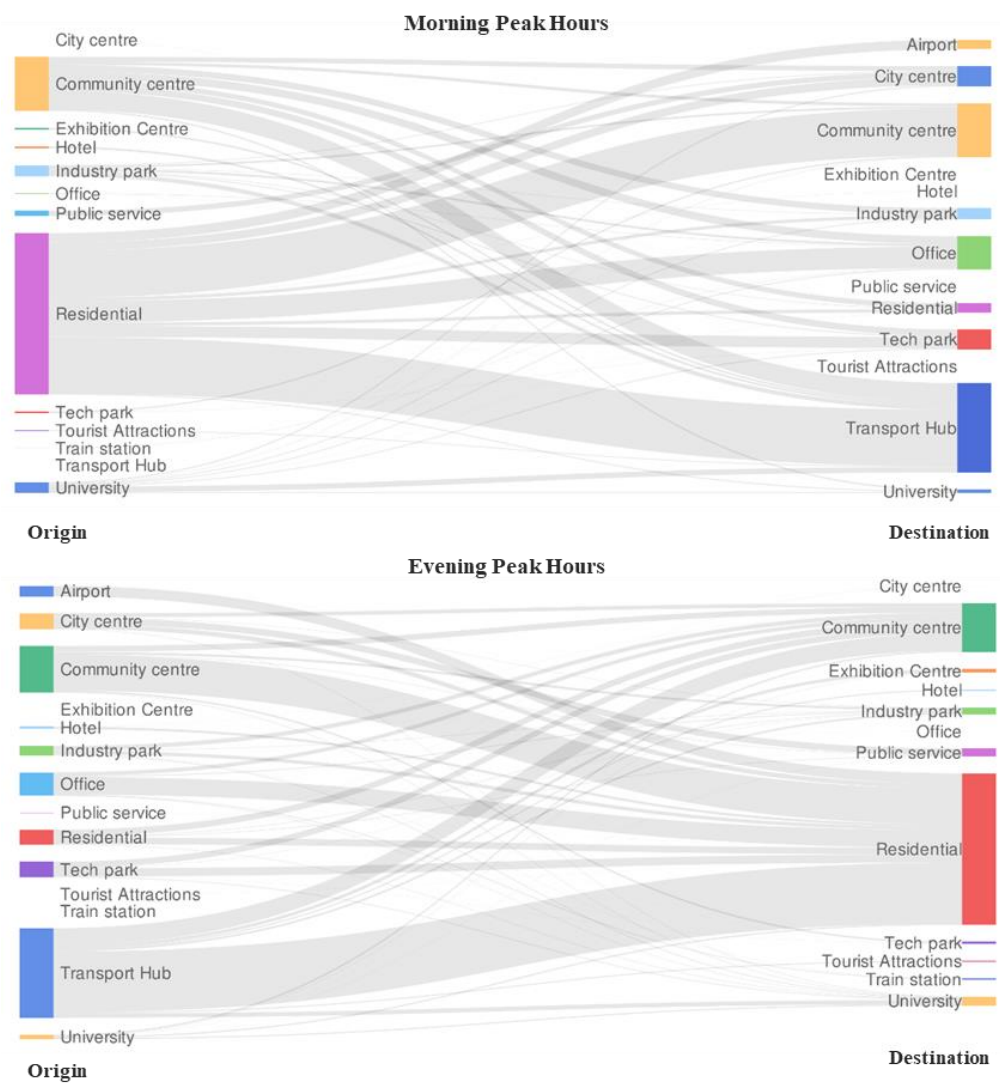 Morning Peak Hours
City centre
Community centre
Exhibition Centre
Hotel
Industry park
Office
Public service
Residential
Tech park
Tourist Attractions
Train station
Transport Hub
University
Airport
City centre
Community centre
Exhibition Centre
Hotel
Industry park
Office
Public service
Residential
Tech park
Tourist Attractions
Transport Hub
University
Origin
Destination
Evening Peak Hours
Airport
City centre
Community centre
Exhibition Centre
Hotel
Industry park
Office
Public service
Residential
Tech park
Tourist Attractions
Train station
Transport Hub
University
City centre
Community centre
Exhibition Centre
Hotel
Industry park
Office
Public service
Residential
Tech park
Tourist Attractions
Train station
University
Origin
Destination